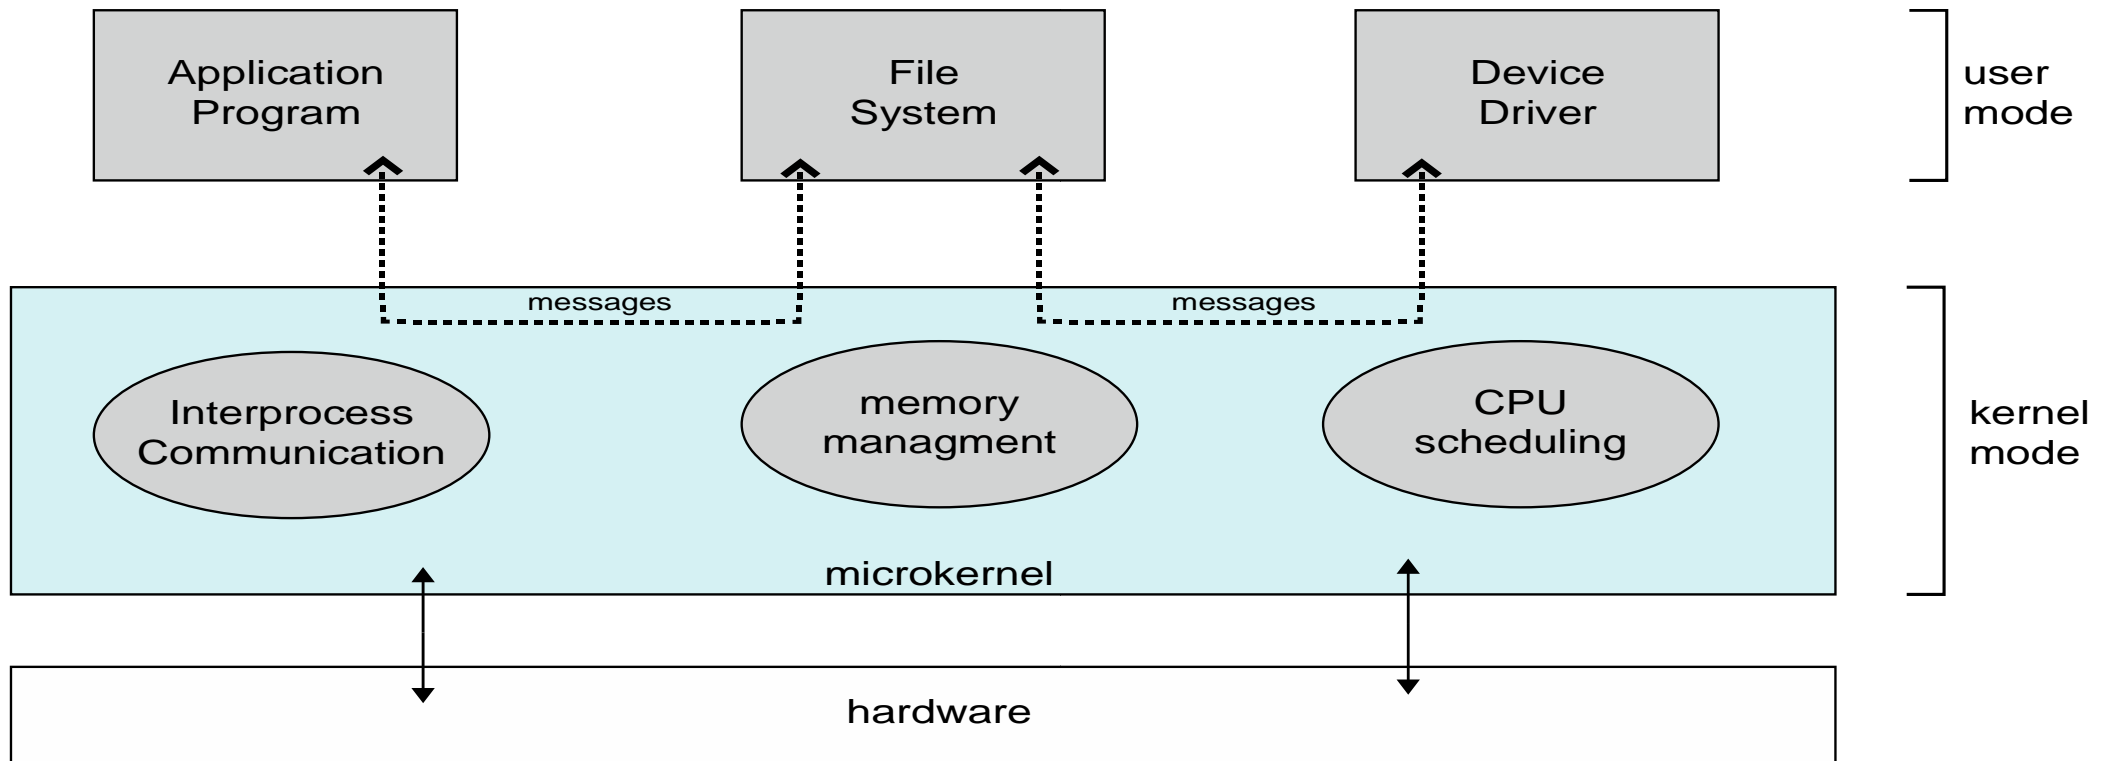 Application
Program
File
System
Device
Driver
user
mode
messages
messages
Interprocess
Communication
memory
managment
CPU
scheduling
kernel
mode
microkernel
hardware